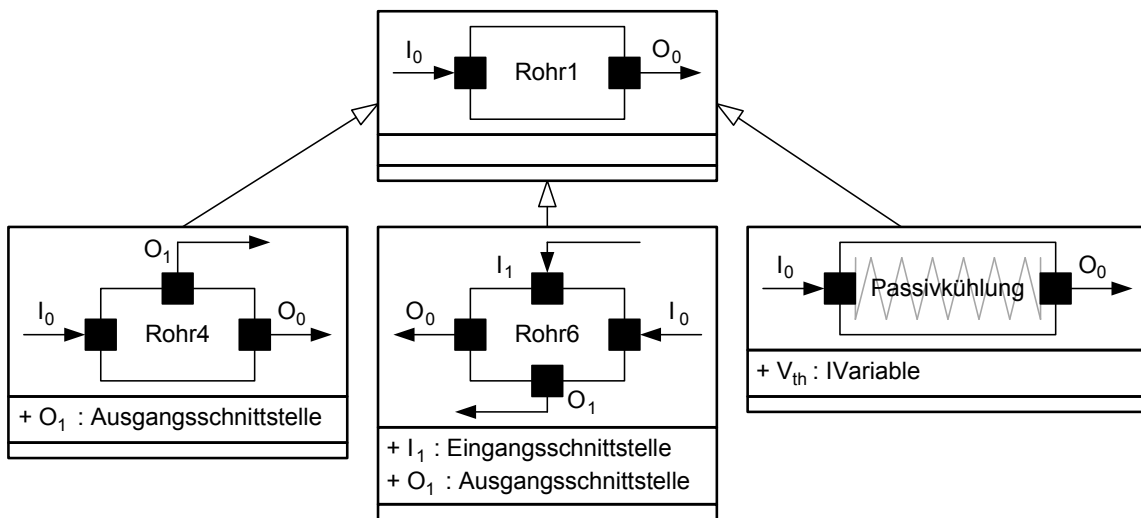 I₀ Rohr1 O₀
O₁
I₀ Rohr4 O₀
+ O₁ : Ausgangsschnittstelle
I₁
O₀ Rohr6 I₀
O₁
+ I₁ : Eingangsschnittstelle
+ O₁ : Ausgangsschnittstelle
I₀ Passivkühlung O₀
+ Vₜₕ : IVariable